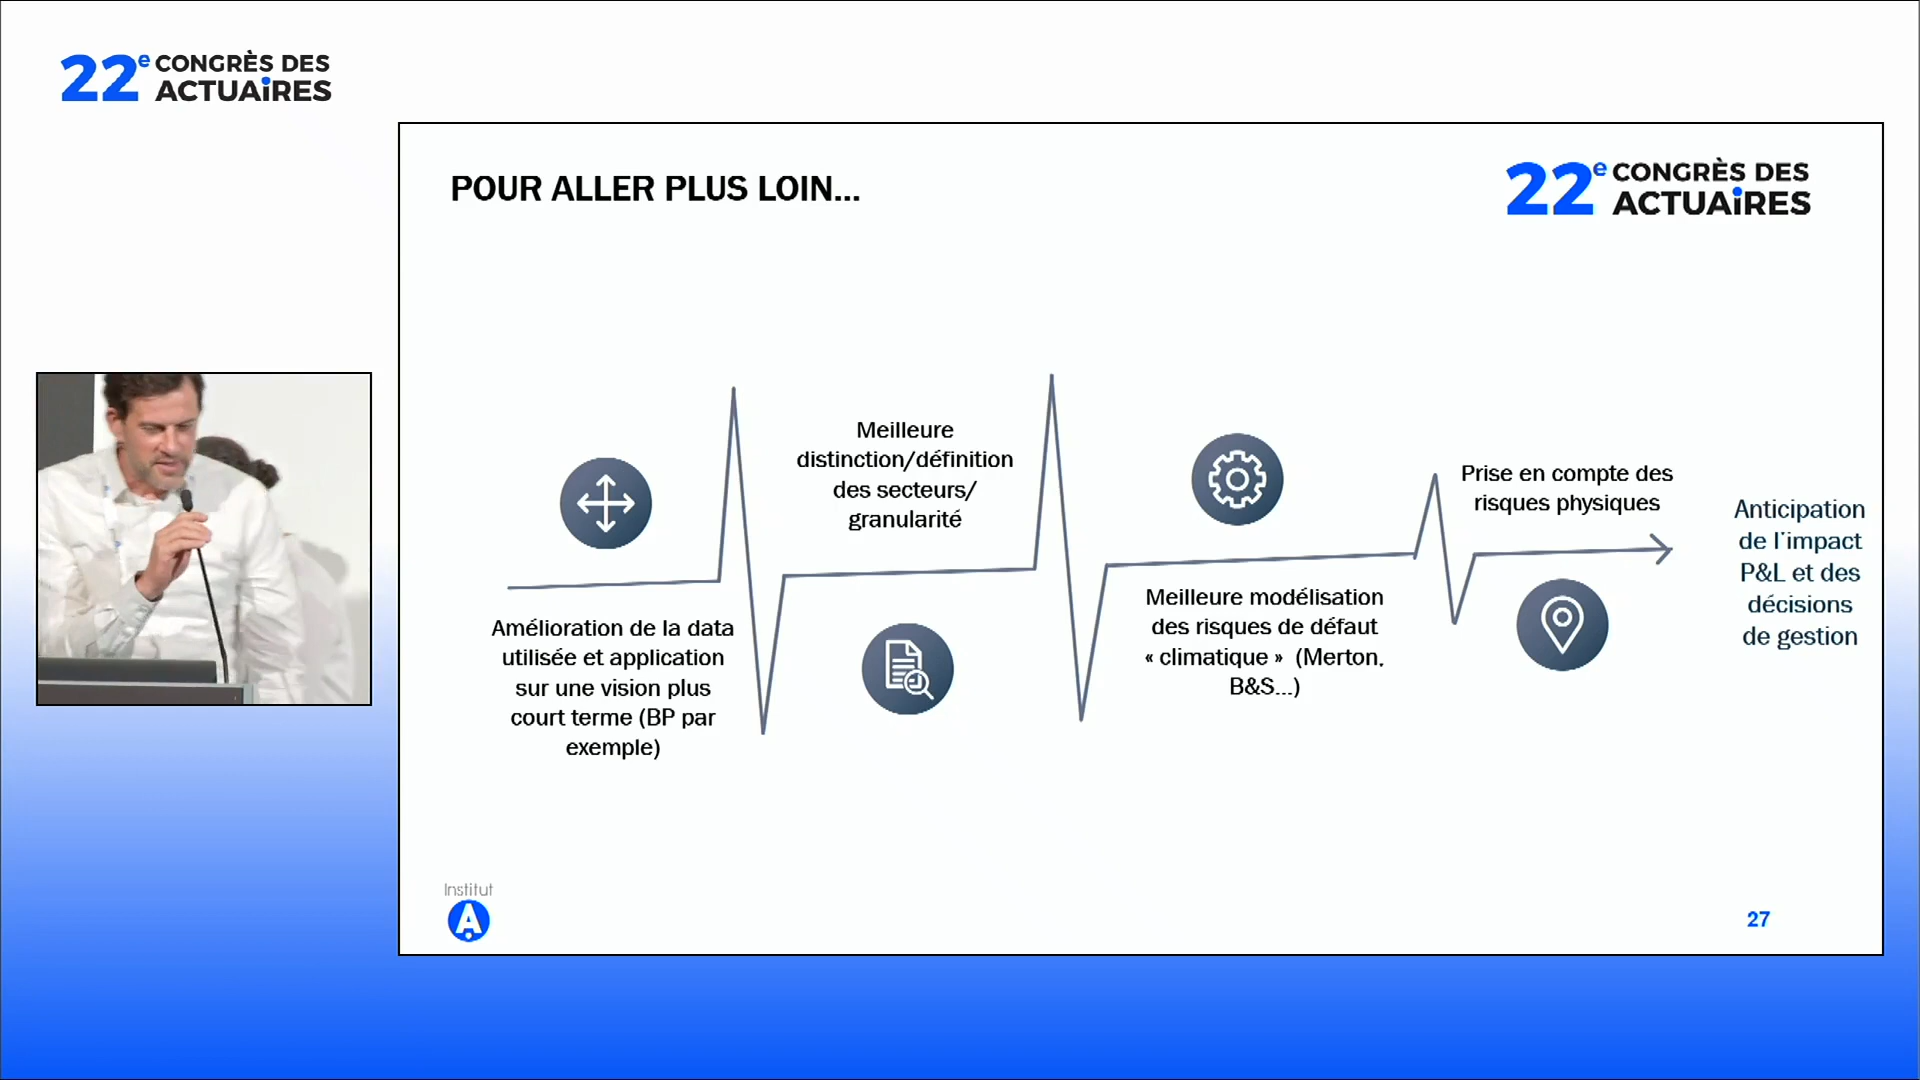 22e CONGRÈS DES
ACTUAiRES
POUR ALLER PLUS LOIN...
22e CONGRÈS DES
ACTUAiRES
Amélioration de la data
utilisée et application
sur une vision plus
court terme (BP par
exemple)
Meilleure
distinction/définition
des secteurs/
granularité
Meilleure modélisation
des risques de défaut
« climatique » (Merton,
B&S...)
Prise en compte des
risques physiques
Anticipation
de l'impact
P&L et des
décisions
de gestion
Institut
A
27